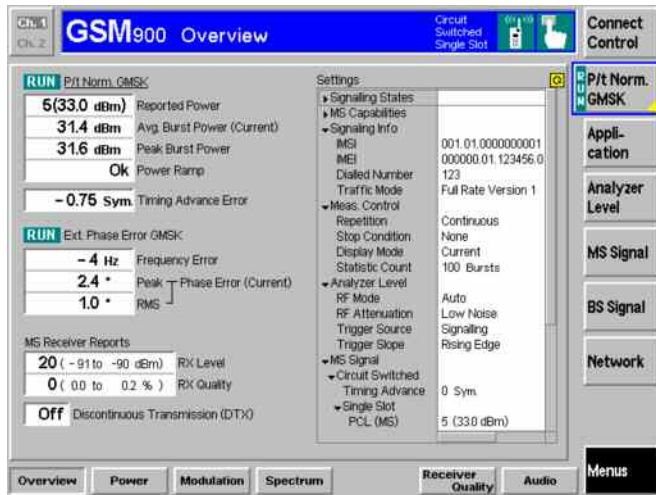 Ch. 1
Ch. 2
GSM900 Overview
Circuit
Switched
Single Slot
Connect
Control
RUN P/t Norm. GMSK
5(33.0 dBm) Reported Power
31.4 dBm Avg. Burst Power (Current)
31.6 dBm Peak Burst Power
Ok Power Ramp
-0.75 Sym. Timing Advance Error
RUN Ext. Phase Error GMSK
-4 Hz Frequency Error
2.4 ° Peak Phase Error (Current)
1.0 ° RMS
MS Receiver Reports
20 ( -91 to -90 dBm) RX Level
0 ( 0.0 to 0.2 % ) RX Quality
Off Discontinuous Transmission (DTX)
Settings
G
Signalling States
MS Capabilities
Signaling Info
IMSI 001.01.0000000001
IMEI 000000.01.123456.0
Dialled Number 123
Traffic Mode Full Rate Version 1
Meas. Control
Repetition Continuous
Stop Condition None
Display Mode Current
Statistic Count 100 Bursts
Analyzer Level
RF Mode Auto
RF Attenuation Low Noise
Trigger Source Signaling
Trigger Slope Rising Edge
MS Signal
Circuit Switched
Timing Advance 0 Sym.
Single Slot
PCL (MS) 5 (33.0 dBm)
RUN
P/t Norm.
GMSK
Appli-
cation
Analyzer
Level
MS Signal
BS Signal
Network
Menus
Overview
Power
Modulation
Spectrum
Receiver
Quality
Audio